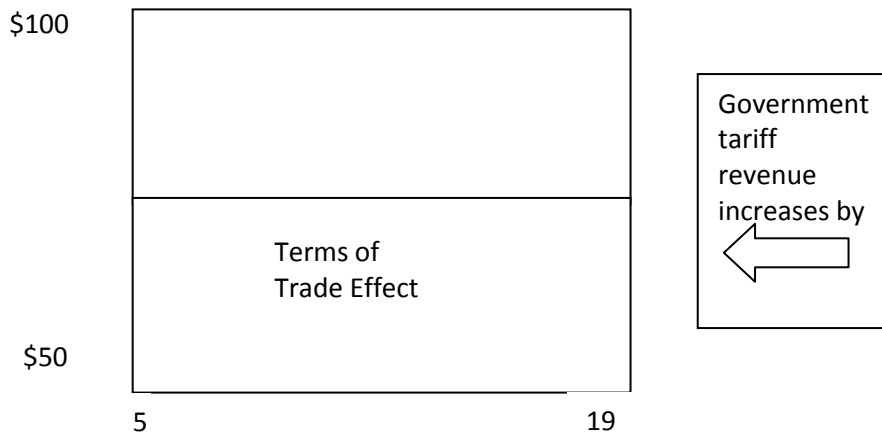 $100
Government
tariff
revenue
increases by
Terms of
Trade Effect
$50
5
19